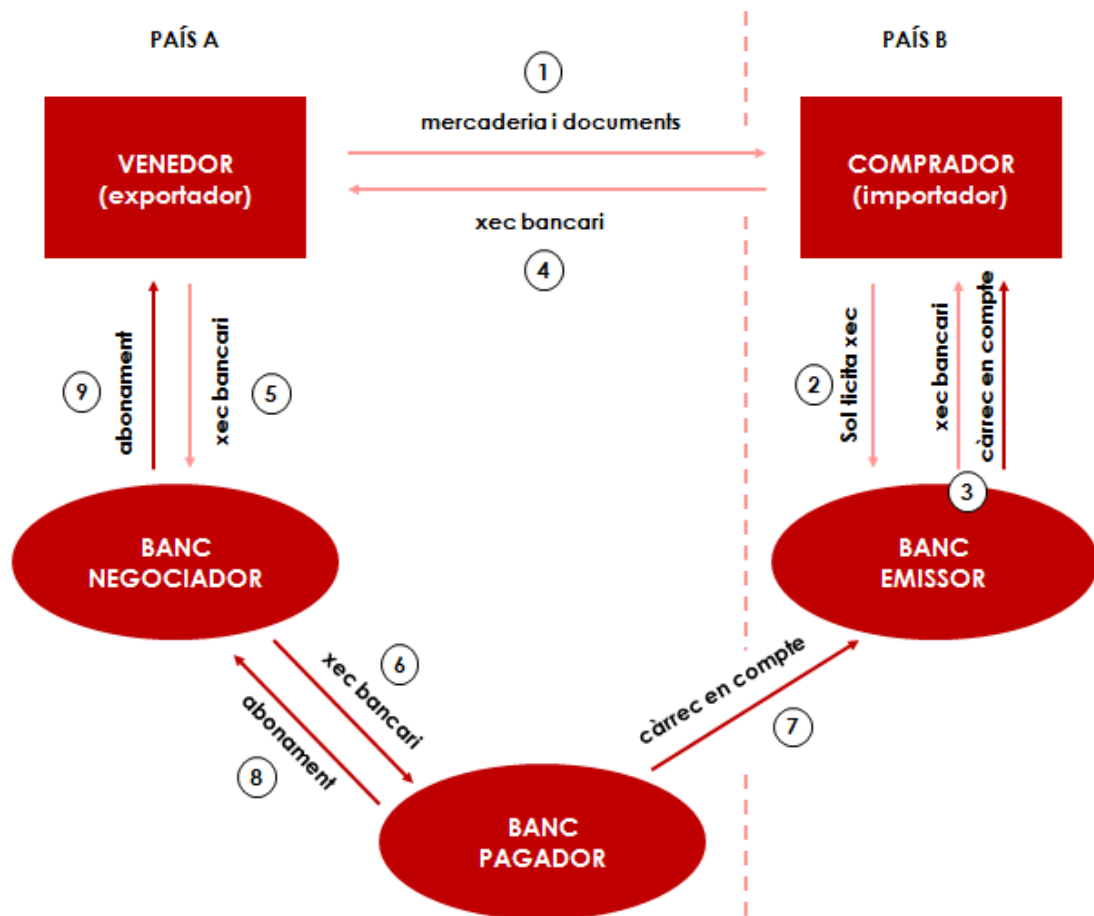 PAÍS A
PAÍS B
1
mercaderia i documents
VENEDOR
(exportador)
COMPRADOR
(importador)
xec bancari
4
9
abonament
xec bancari
5
2
Sol licita xec
xec bancari
càrrec en compte
3
BANC
NEGOCIADOR
BANC
EMISSOR
6
xec bancari
abonament
8
càrrec en compte
7
BANC
PAGADOR